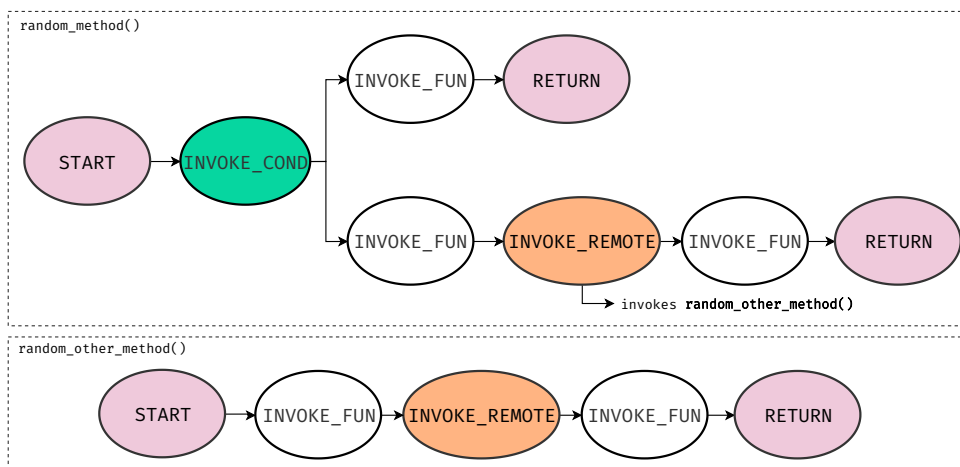 random_method()
INVOKE_FUN
RETURN
START
INVOKE_COND
INVOKE_FUN
INVOKE_REMOTE
INVOKE_FUN
RETURN
invokes random_other_method()
random_other_method()
START
INVOKE_FUN
INVOKE_REMOTE
INVOKE_FUN
RETURN